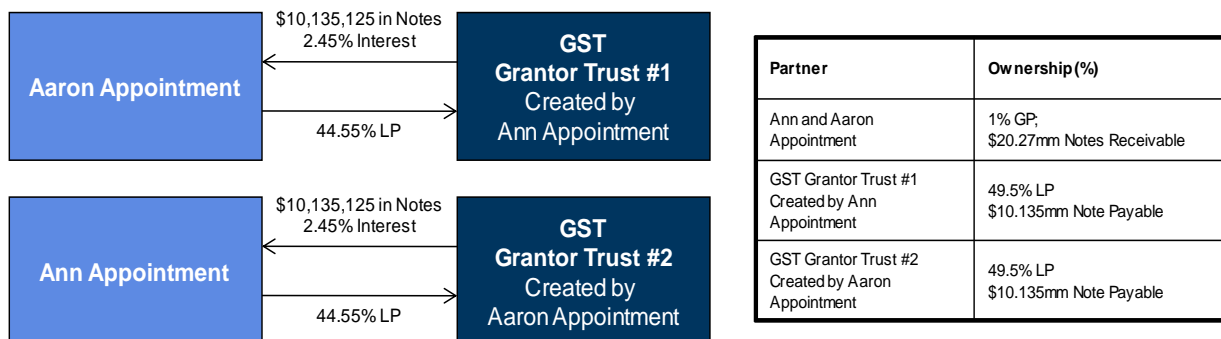 $10,135,125 in Notes
2.45% Interest
Aaron Appointment
44.55% LP
GST
Grantor Trust #1
Created by
Ann Appointment
$10,135,125 in Notes
2.45% Interest
Ann Appointment
44.55% LP
GST
Grantor Trust #2
Created by
Aaron Appointment
Partner
Ownership (%)
Ann and Aaron
Appointment
1% GP;
$20.27mm Notes Receivable
GST Grantor Trust #1
Created by Ann
Appointment
49.5% LP
$10.135mm Note Payable
GST Grantor Trust #2
Created by Aaron
Appointment
49.5% LP
$10.135mm Note Payable